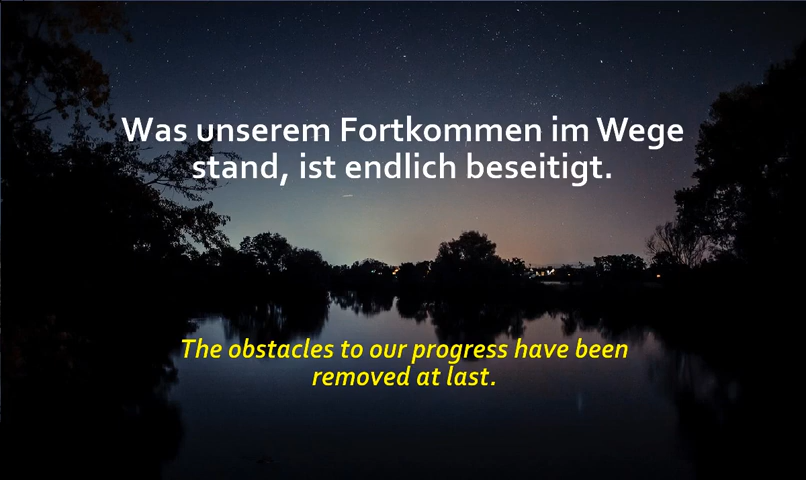 Was unserem Fortkommen im Wege
stand, ist endlich beseitigt.
The obstacles to our progress have been
removed at last.